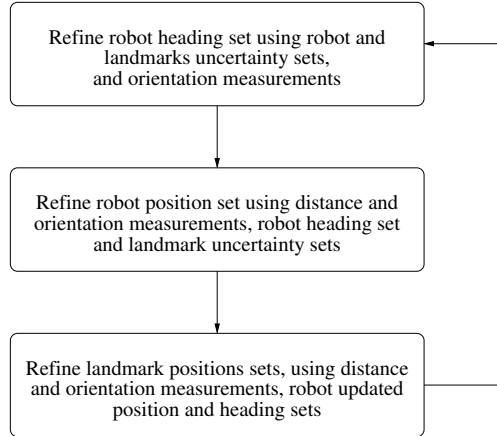 Refine robot heading set using robot and
landmarks uncertainty sets,
and orientation measurements
Refine robot position set using distance and
orientation measurements, robot heading set
and landmark uncertainty sets
Refine landmark positions sets, using distance
and orientation measurements, robot updated
position and heading sets